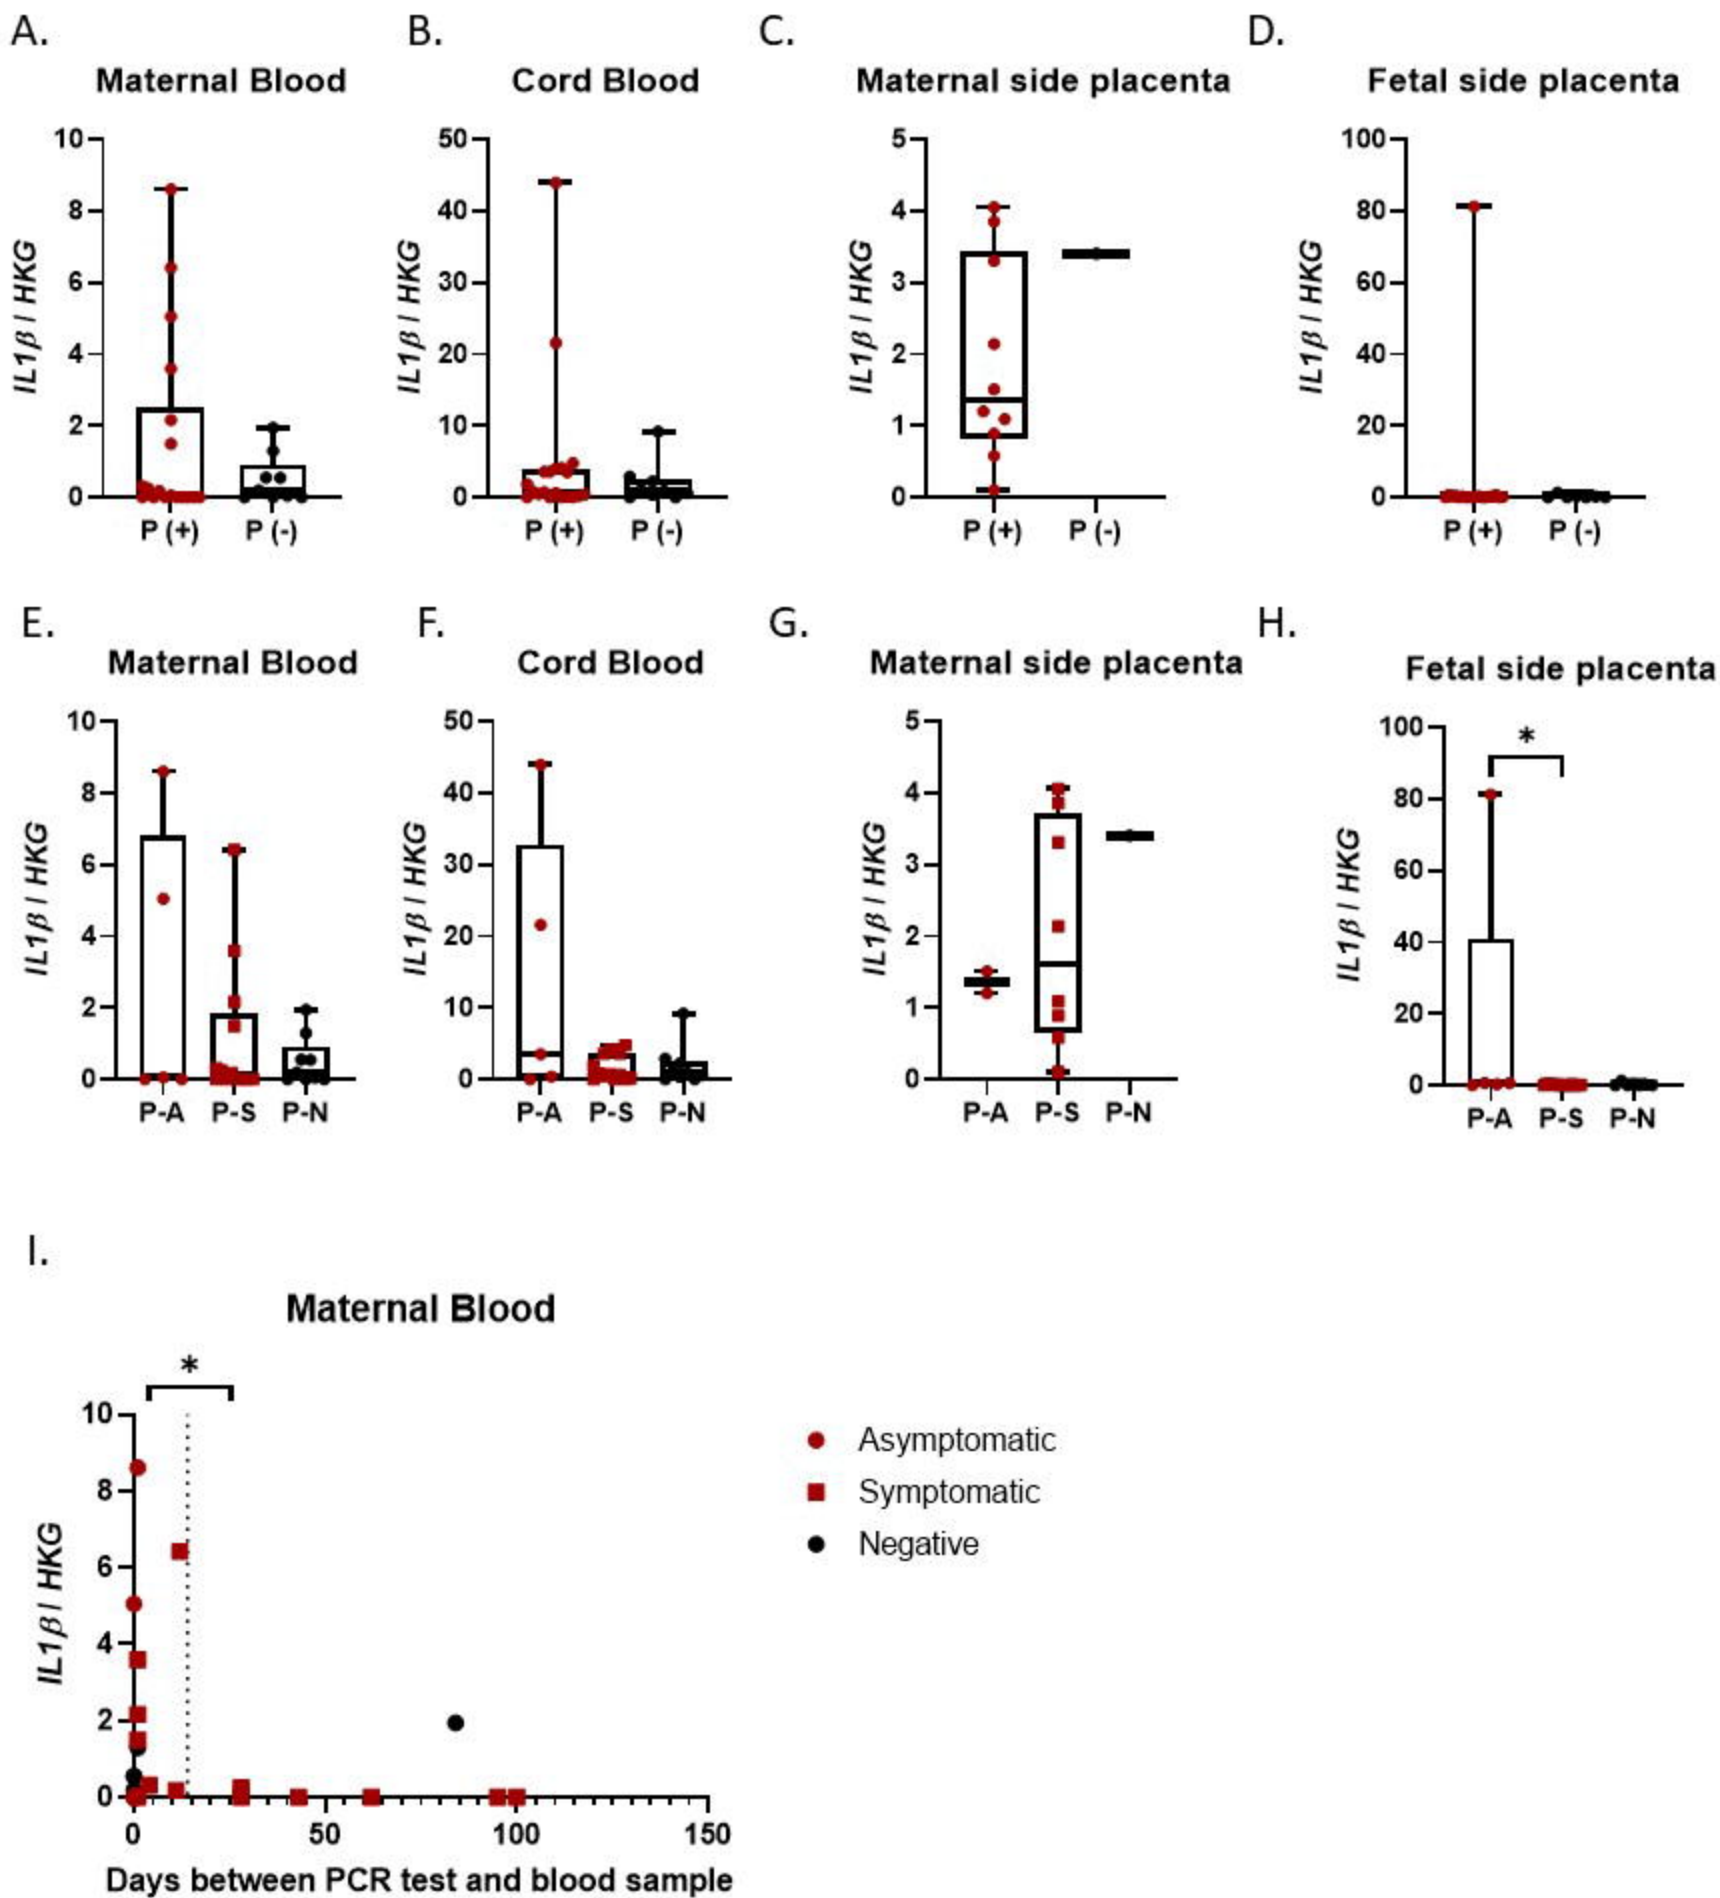 A.
Maternal Blood
IL1β / HKG
10
8
6
4
2
0
P (+)
P (-)
B.
Cord Blood
IL1β / HKG
50
40
30
20
10
0
P (+)
P (-)
C.
Maternal side placenta
IL1β / HKG
5
4
3
2
1
0
P (+)
P (-)
D.
Fetal side placenta
IL1β / HKG
100
80
60
40
20
0
P (+)
P (-)
E.
Maternal Blood
IL1β / HKG
10
8
6
4
2
0
P-A
P-S
P-N
F.
Cord Blood
IL1β / HKG
50
40
30
20
10
0
P-A
P-S
P-N
G.
Maternal side placenta
IL1β / HKG
5
4
3
2
1
0
P-A
P-S
P-N
H.
Fetal side placenta
*
IL1β / HKG
100
80
60
40
20
0
P-A
P-S
P-N
I.
Maternal Blood
*
IL1β / HKG
10
8
6
4
2
0
0
50
100
150
Days between PCR test and blood sample
Asymptomatic
Symptomatic
Negative